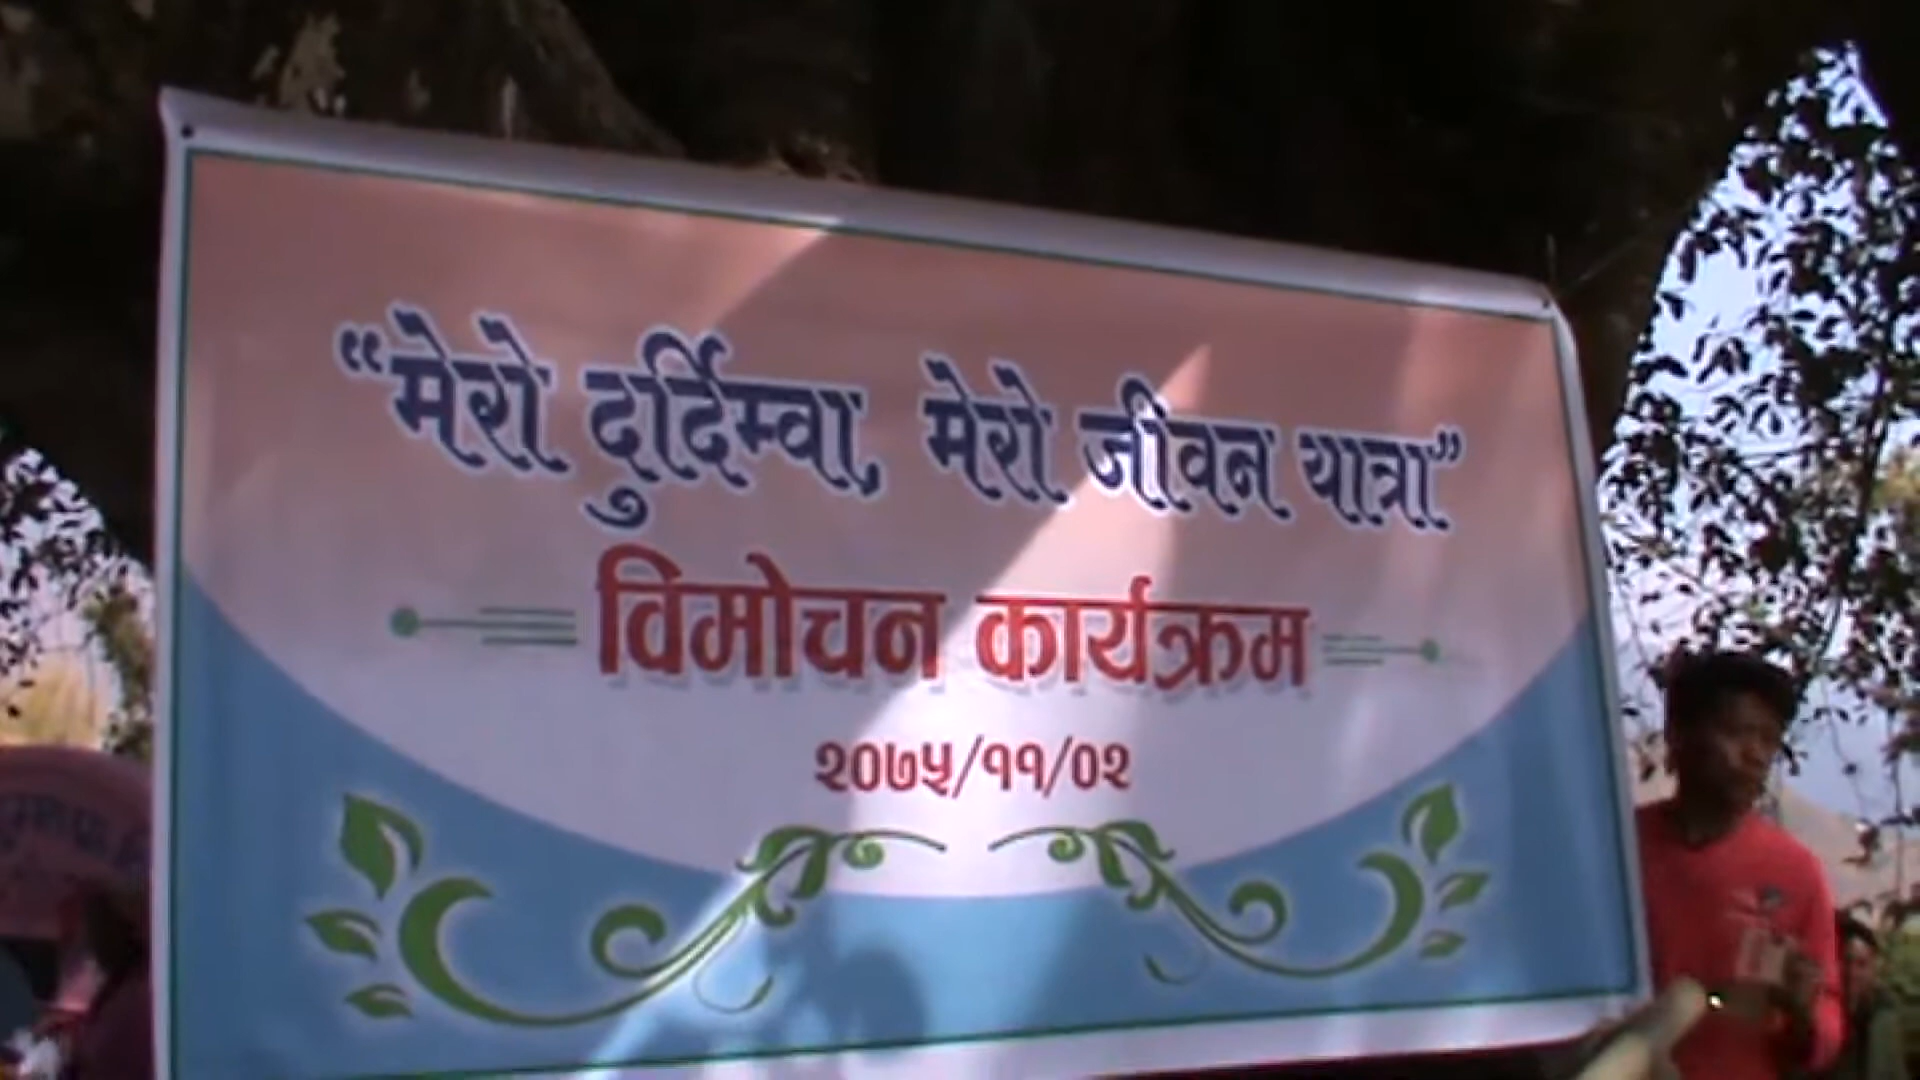 “मेरो दुर्दिम्वा, मेरो जीवन यात्रा”
विमोचन कार्यक्रम
२०७५/११/०२